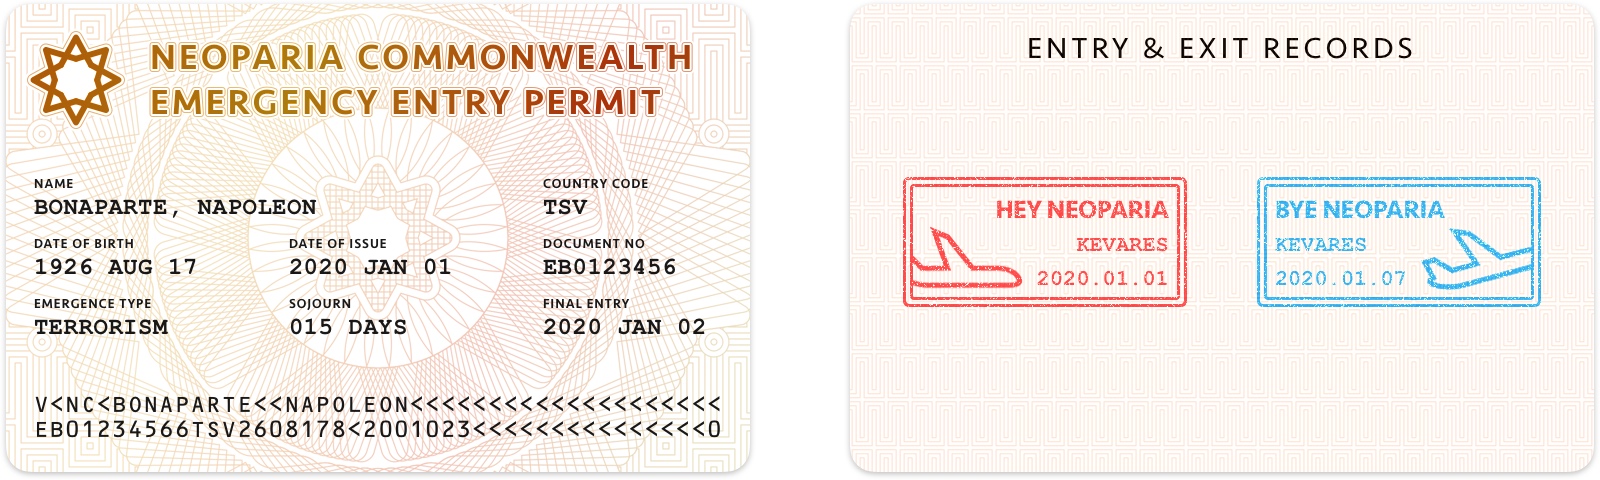 NEOPARIA COMMONWEALTH
EMERGENCY ENTRY PERMIT
NAME
BONAPARTE, NAPOLEON
COUNTRY CODE
TSV
DATE OF BIRTH
1926 AUG 17
DATE OF ISSUE
2020 JAN 01
DOCUMENT NO
EB0123456
EMERGENCE TYPE
TERRORISM
SOJOURN
015 DAYS
FINAL ENTRY
2020 JAN 02
V<NC<BONAPARTE<<NAPOLEON<<<<<<<<<<<<<<<<<<<<
EB01234566TSV2608178<2001023<<<<<<<<<<<<<<<0
ENTRY & EXIT RECORDS
HEY NEOPARIA
KEVARES
2020.01.01
BYE NEOPARIA
KEVARES
2020.01.07